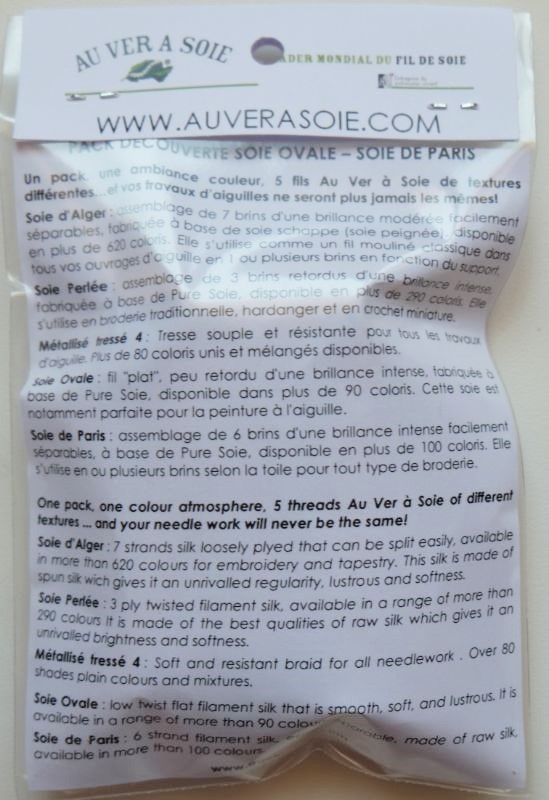 AU VER A SOIE
ADER MONDIAL DU FIL DE SOIE
WWW.AUVERASOIE.COM
PACK DECOUVERTE SOIE OVALE – SOIE DE PARIS
Un pack, une ambiance couleur, 5 fils Au Ver à Soie de textures
différentes...et vos travaux d'aiguilles ne seront plus jamais les mêmes!
Soie d'Alger : assemblage de 7 brins d'une brillance modérée facilement
séparables, fabriquée à base de soie schappe (soie peignée), disponible
en plus de 620 coloris. Elle s'utilise comme un fil mouliné classique dans
tous vos ouvrages d'aiguille en 1 ou plusieurs brins en fonction du support.
Soie Perlée : assemblage de 3 brins retordus d'une brillance intense,
fabriquée à base de Pure Soie, disponible en plus de 290 coloris. Elle
s'utilise en broderie traditionnelle, hardanger et en crochet miniature.
Métallisé tressé 4 : Tresse souple et résistante pour tous les travaux
d'aiguille. Plus de 80 coloris unis et mélangés disponibles.
Soie Ovale : fil "plat", peu retordu d'une brillance intense, fabriquée à
base de Pure Soie, disponible dans plus de 90 coloris. Cette soie est
notamment parfaite pour la peinture à l'aiguille.
Soie de Paris : assemblage de 6 brins d'une brillance intense facilement
séparables, à base de Pure Soie, disponible en plus de 100 coloris. Elle
s'utilise en ou plusieurs brins selon la toile pour tout type de broderie.
One pack, one colour atmosphere, 5 threads Au Ver à Soie of different
textures ... and your needle work will never be the same!
Soie d'Alger : 7 strands silk loosely plyed that can be split easily, available
in more than 620 colours for embroidery and tapestry. This silk is made of
spun silk wich gives it an unrivalled regularity, lustrous and softness.
Soie Perlée : 3 ply twisted filament silk, available in a range of more than
290 colours It is made of the best qualities of raw silk which gives it an
unrivalled brightness and softness.
Métallisé tressé 4 : Soft and resistant braid for all needlework . Over 80
shades plain colours and mixtures.
Soie Ovale : low twist flat filament silk that is smooth, soft, and lustrous. It is
available in a range of more than 90 colou
Soie de Paris : 6 strand filament silk, made of raw silk,
available in more than 100 colours